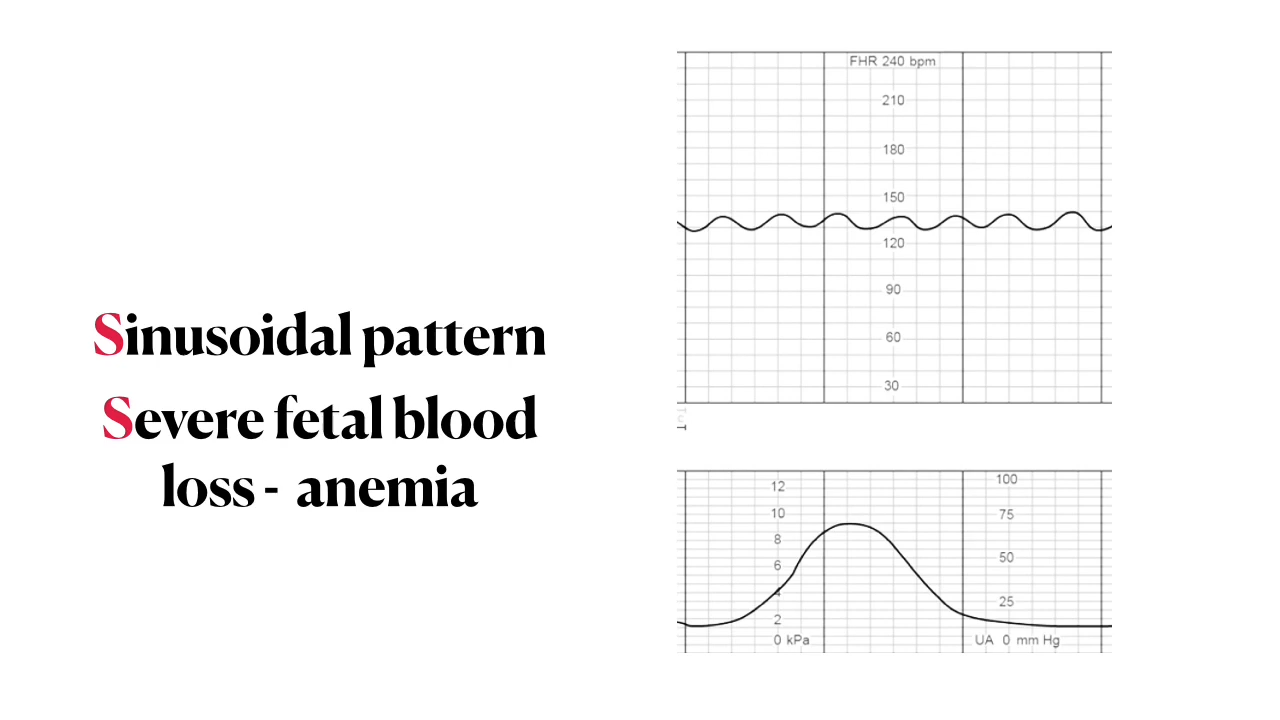 Sinusoidal pattern
Severe fetal blood
loss - anemia
FHR 240 bpm
210
180
150
120
90
60
30
12
10
8
6
4
2
0 kPa
100
75
50
25
UA 0 mm Hg